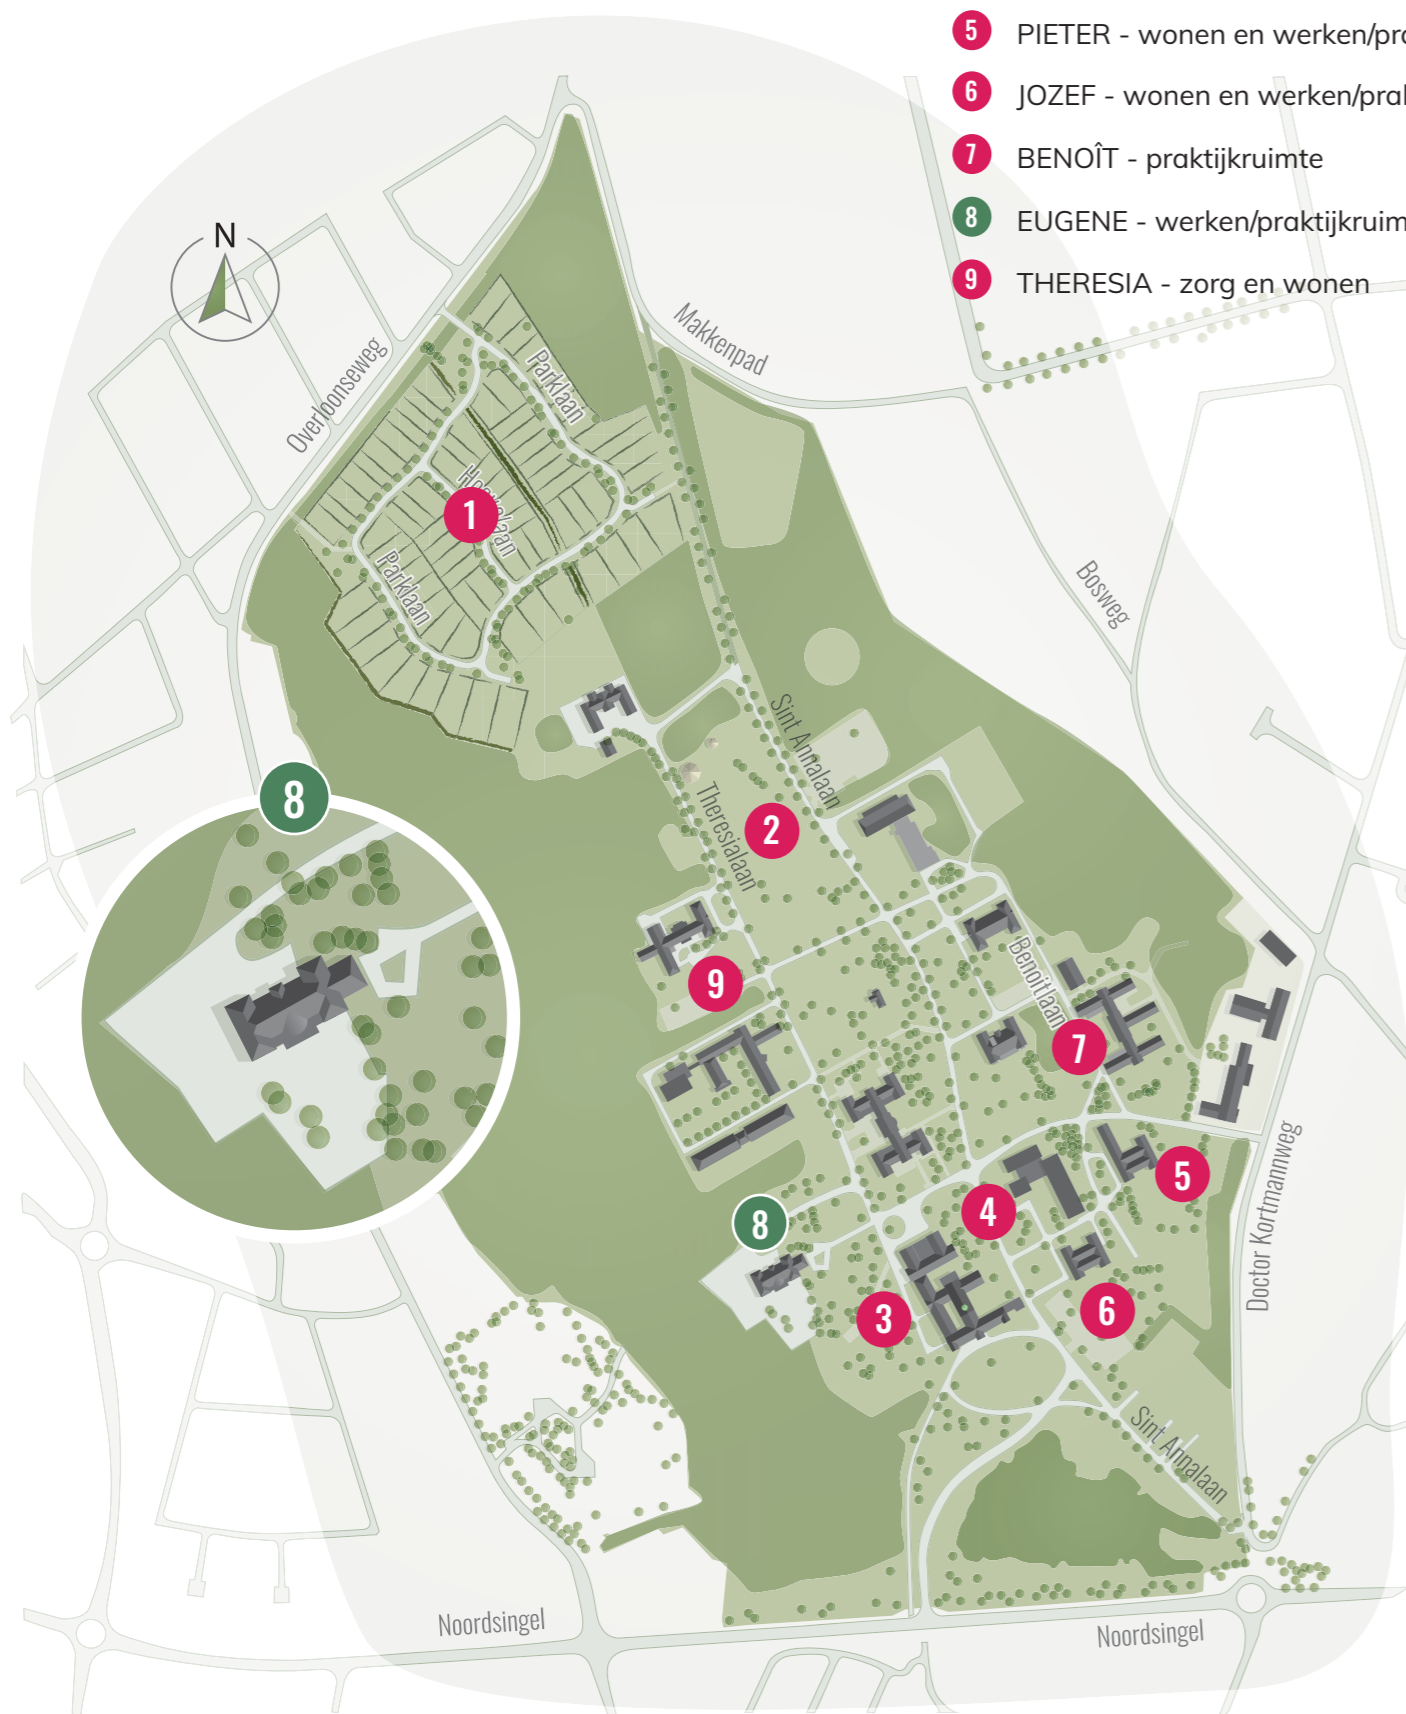 5 PIETER - wonen en werken/pra
6 JOZEF - wonen en werken/prak
7 BENOÎT - praktijkruimte
8 EUGENE - werken/praktijkruim
9 THERESIA - zorg en wonen
N
Makkenpad
Overloonseweg
Parklaan
1
Parklaan
Bosweg
Sint Annalaan
8
Theresialaan
2
Benoitlaan
9
7
5
Doctor Kortmannweg
4
8
6
3
Sint Annalaan
Noordsingel
Noordsingel